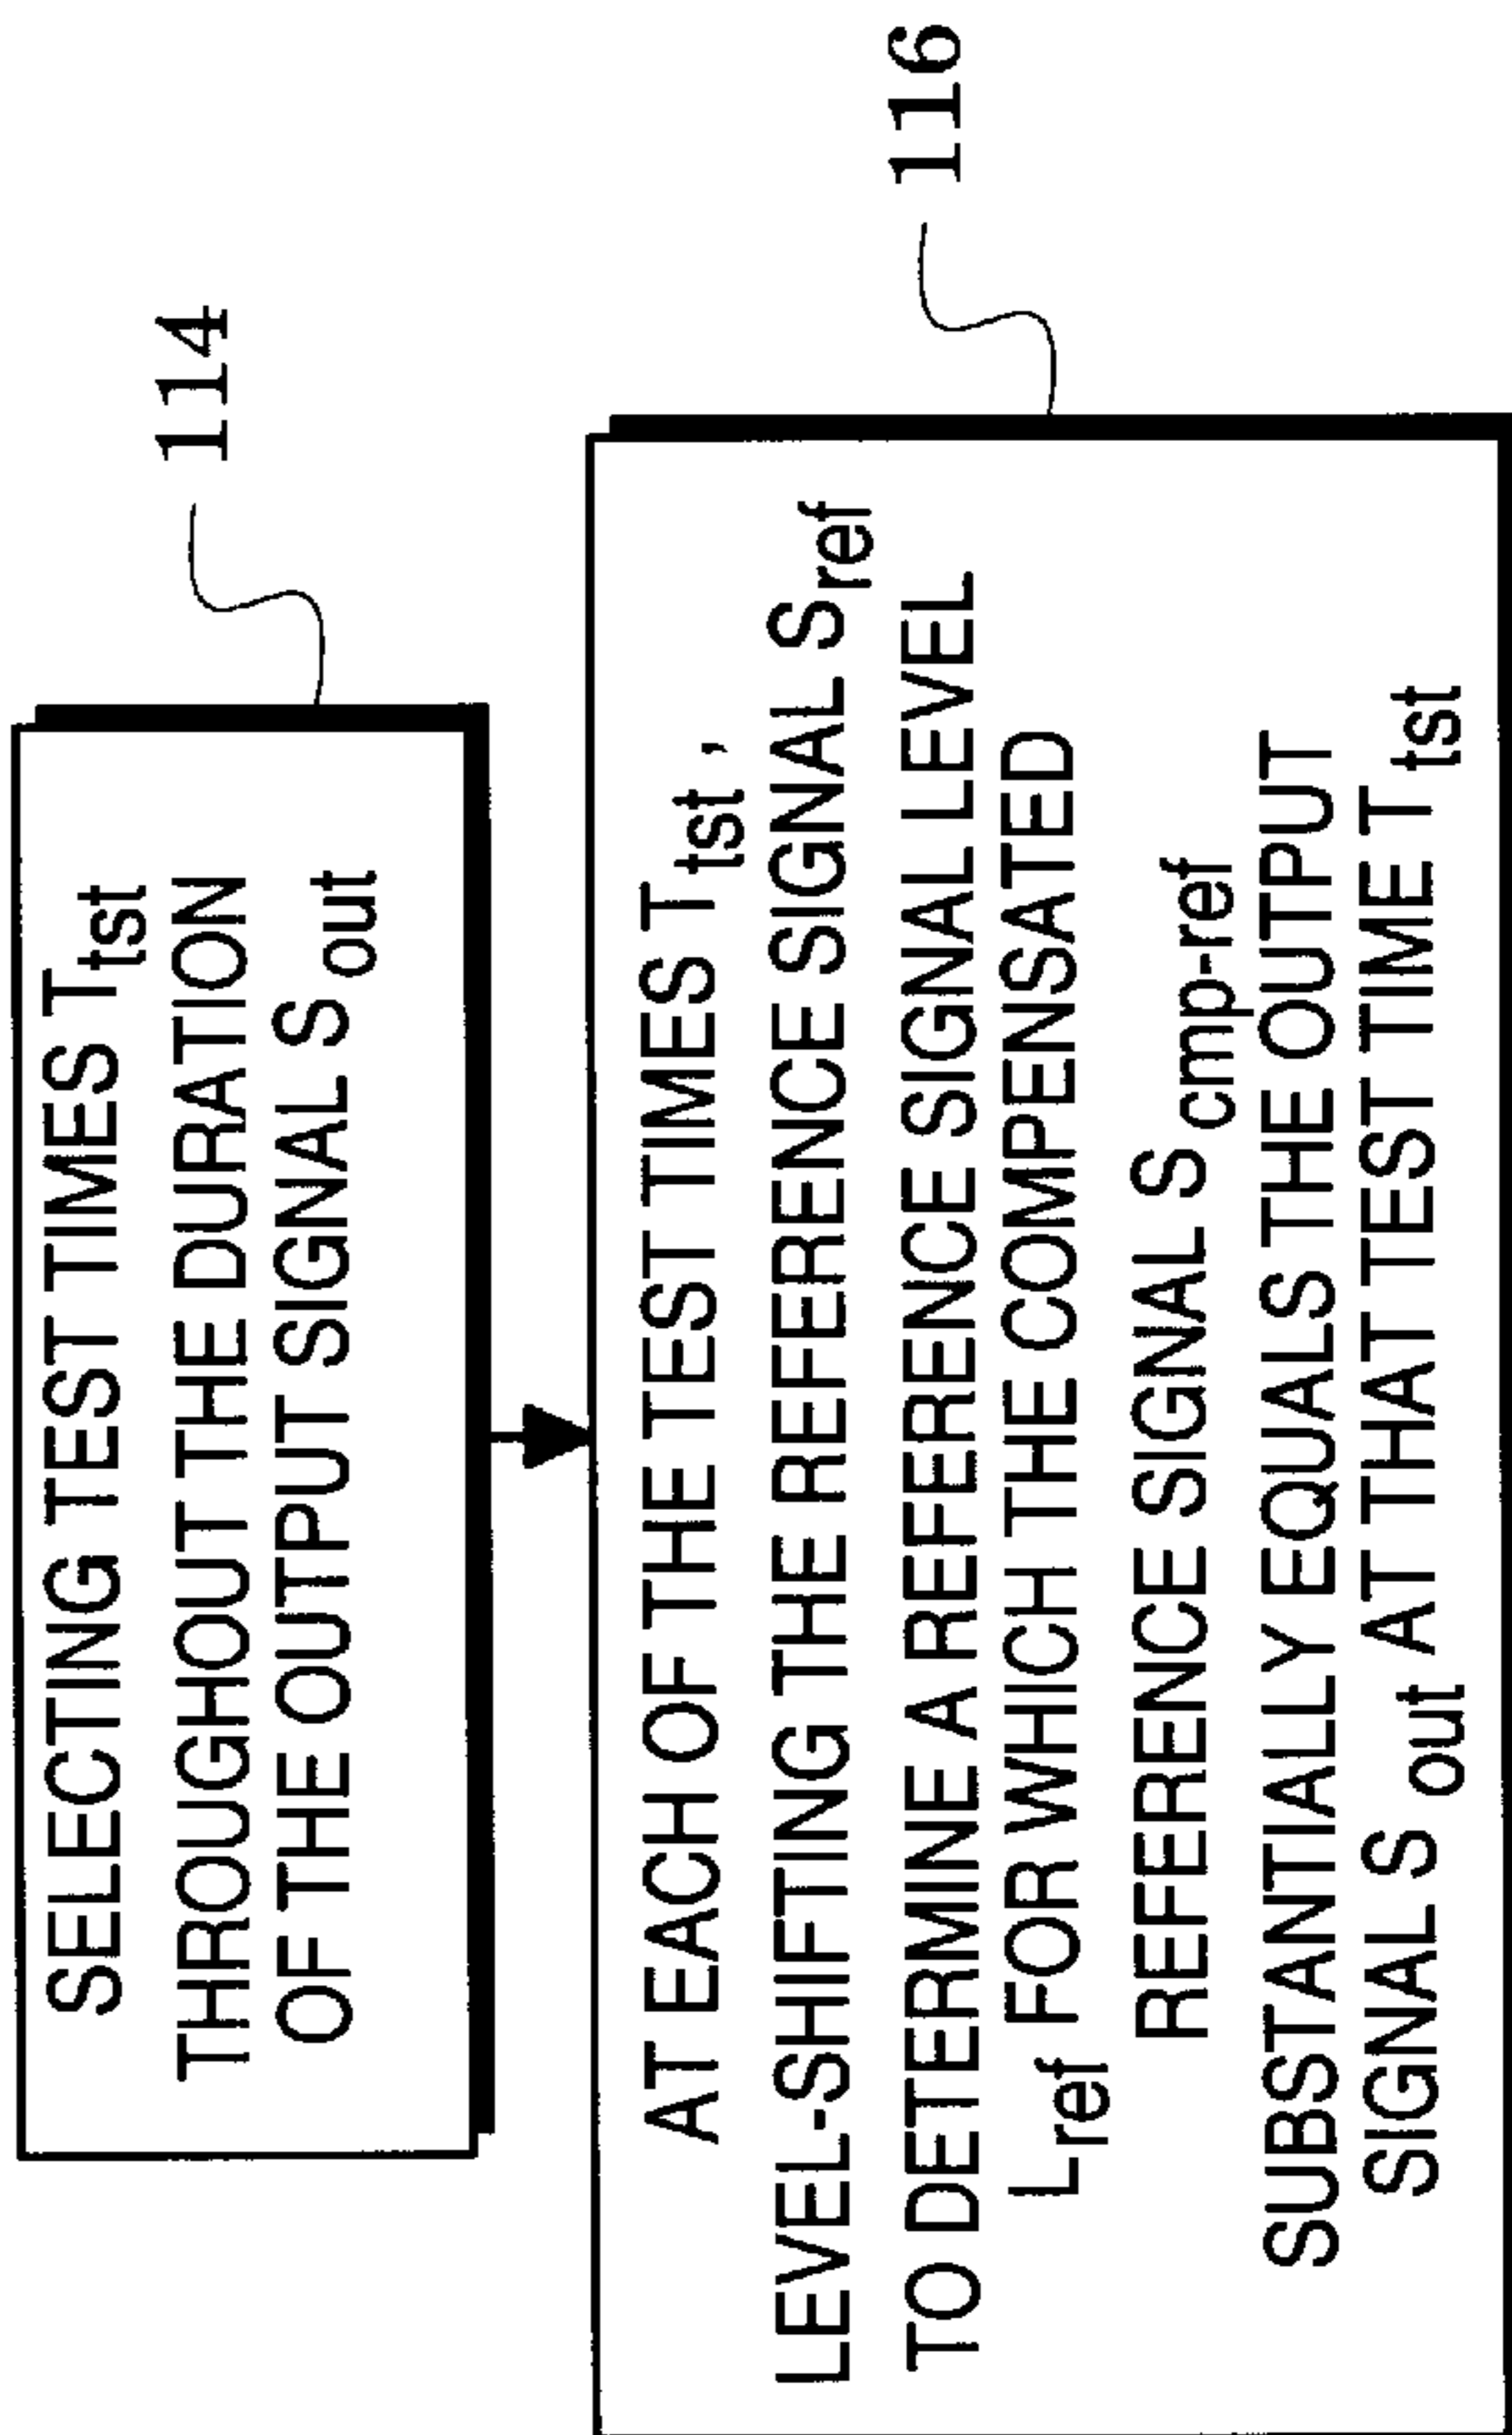 SELECTING TEST TIMES Ttst
THROUGHOUT THE DURATION
OF THE OUTPUT SIGNAL S out
114
AT EACH OF THE TEST TIMES Ttst ,
LEVEL-SHIFTING THE REFERENCE SIGNAL Sref
TO DETERMINE A REFERENCE SIGNAL LEVEL
Lref FOR WHICH THE COMPENSATED
REFERENCE SIGNAL S cmp-ref
SUBSTANTIALLY EQUALS THE OUTPUT
SIGNAL S out AT THAT TEST TIME T tst
116